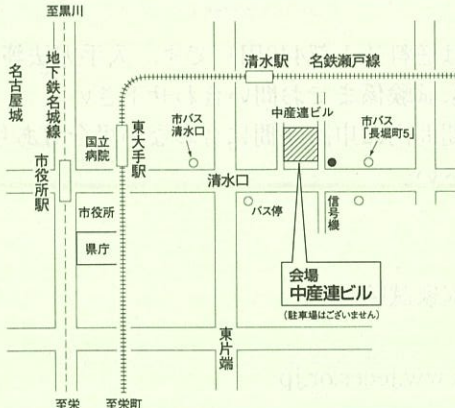 至黒川
名古屋城
地下鉄名城線
市役所駅
国立
病院
東大手駅
市バス
清水口
清水駅
名鉄瀬戸線
中産連ビル
市バス
「長堀町5」
清水口
市役所
県庁
バス停
信号機
会場
中産連ビル
(駐車場はございません)
東片端
至栄
至栄町